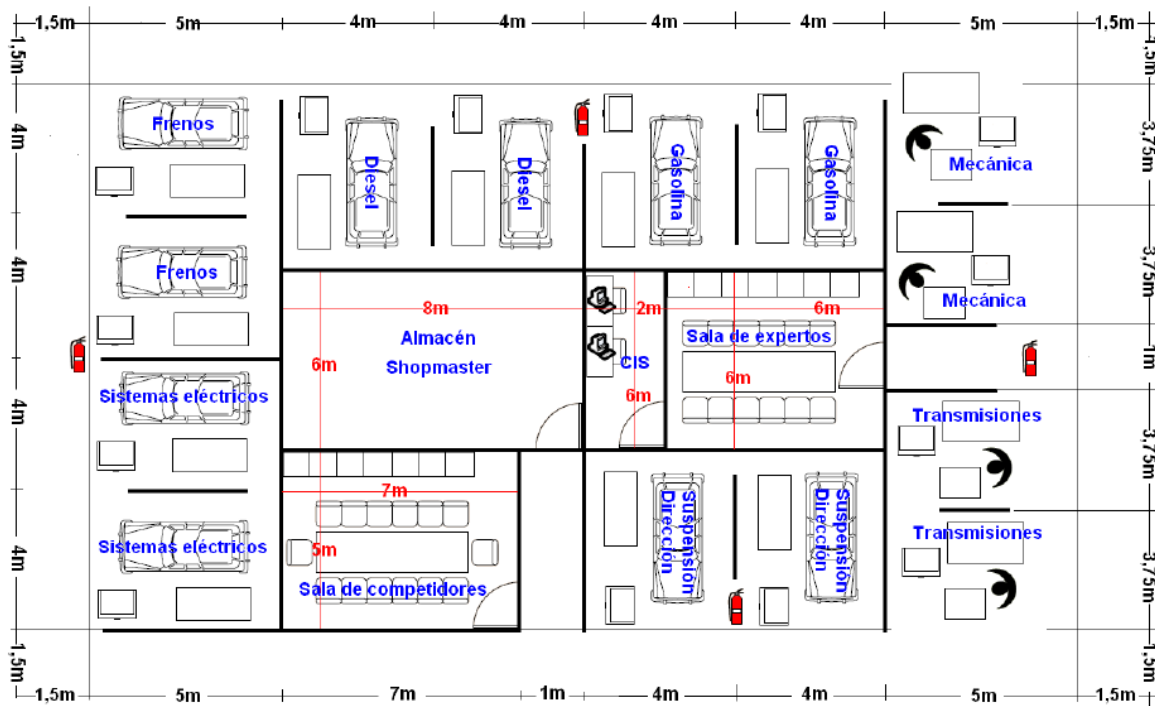 1,5m 5m 4m 4m 4m 4m 5m 1,5m
1,5m
4m
4m
4m
4m
1,5m
1,5m
3,75m
3,75m
1m
3,75m
3,75m
1,5m
Frenos
Frenos
Sistemas eléctricos
Sistemas eléctricos
Diesel
Diesel
Gasolina
Gasolina
Mecánica
Mecánica
8m
Almacén
Shopmaster
6m
2m
CIS
6m
6m
Sala de expertos
6m
Transmisiones
Transmisiones
7m
5m
Sala de competidores
Suspensión
Dirección
Suspensión
Dirección
1,5m 5m 7m 1m 4m 4m 5m 1,5m